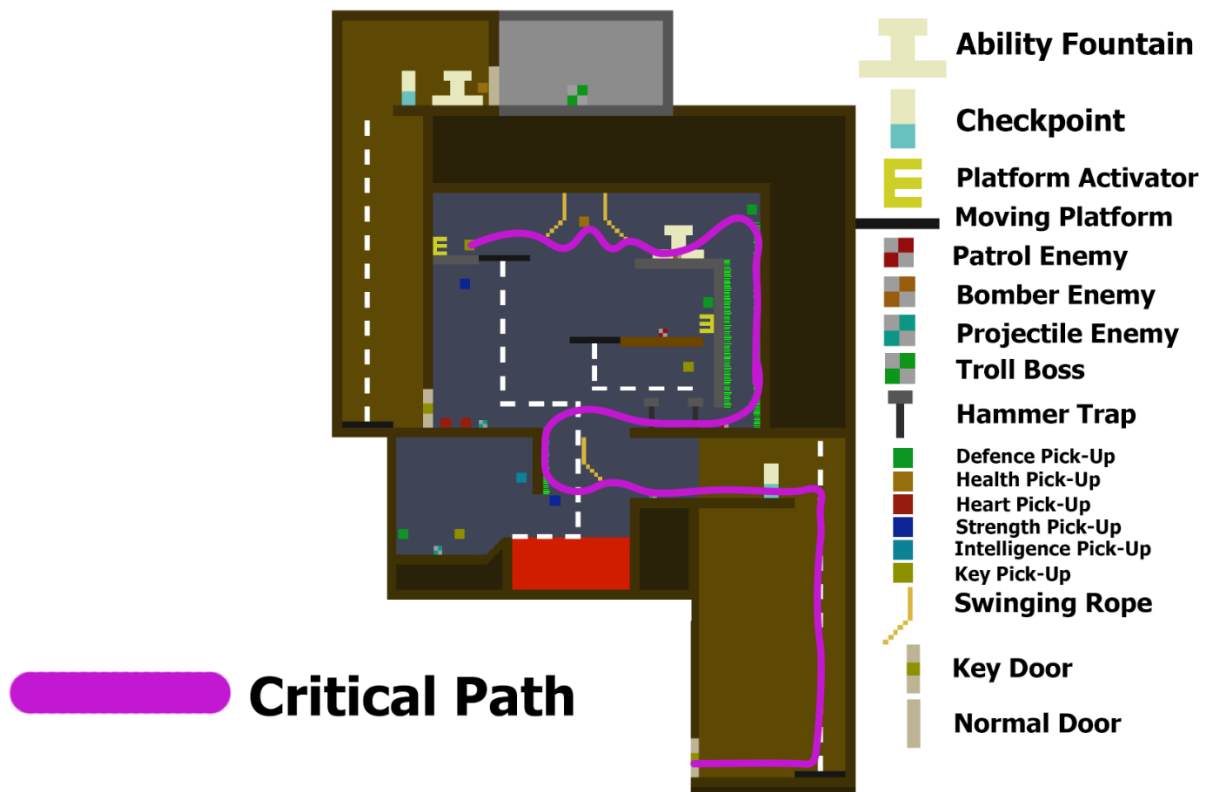 Ability Fountain
Checkpoint
Platform Activator
Moving Platform
Patrol Enemy
Bomber Enemy
Projectile Enemy
Troll Boss
Hammer Trap
Defence Pick-Up
Health Pick-Up
Heart Pick-Up
Strength Pick-Up
Intelligence Pick-Up
Key Pick-Up
Swinging Rope
Key Door
Normal Door
Critical Path